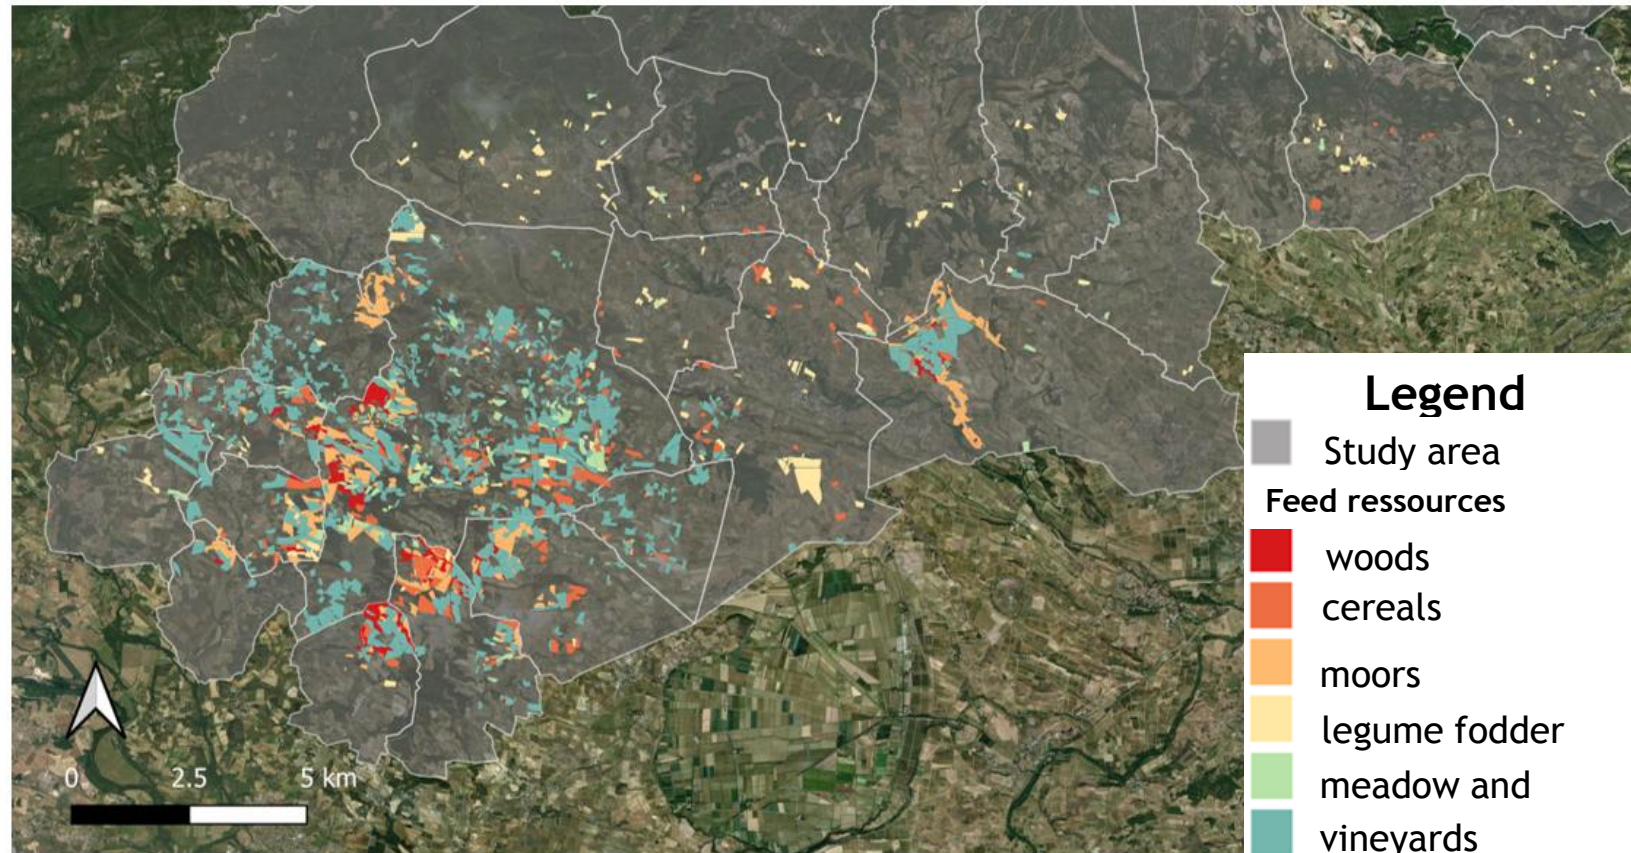 Legend
Study area
Feed ressources
woods
cereals
moors
legume fodder
meadow and
vineyards
0 2.5 5 km